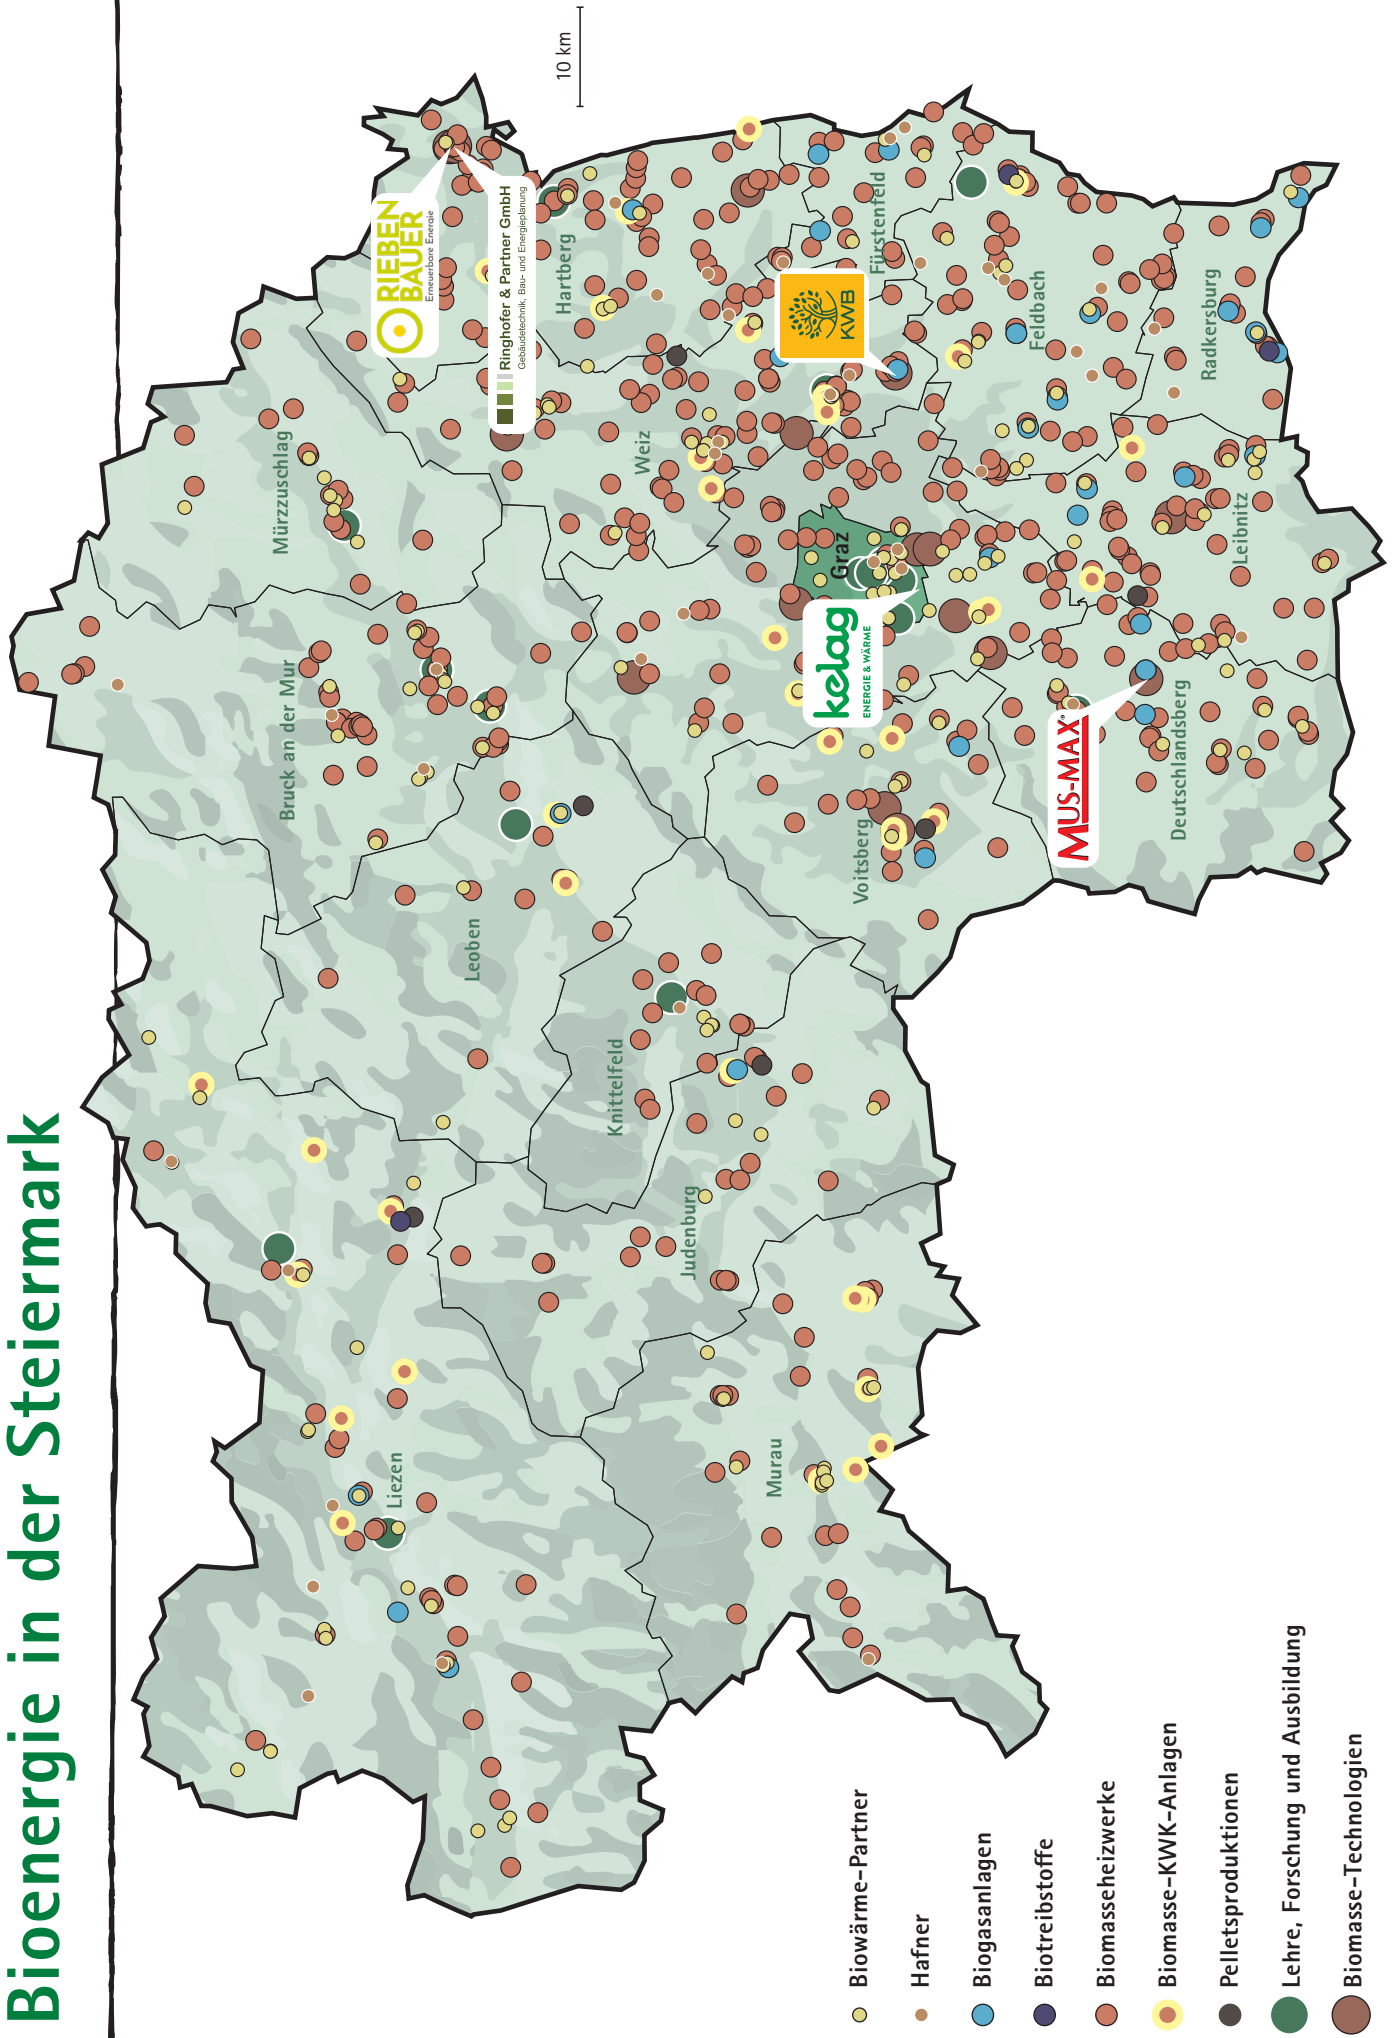 Bioenergie in der Steiermark
10 km
RIEBEN
BAUER
Erneuerbare Energie
Ringhofer & Partner GmbH
Gebäudetechnik, Bau- und Energieplanung
Mürzzuschlag
Hartberg
Bruck an der Mur
Weiz
Fürstenfeld
KWB
Feldbach
Radkersburg
Leoben
Graz
kelag
ENERGIE & WÄRME
Leibnitz
Liezen
Knittelfeld
Judenburg
Voitsberg
MUS-MAX®
Deutschlandsberg
Murau
Biowärme-Partner
Hafner
Biogasanlagen
Biotreibstoffe
Biomasseheizwerke
Biomasse-KWK-Anlagen
Pelletsproduktionen
Lehre, Forschung und Ausbildung
Biomasse-Technologien